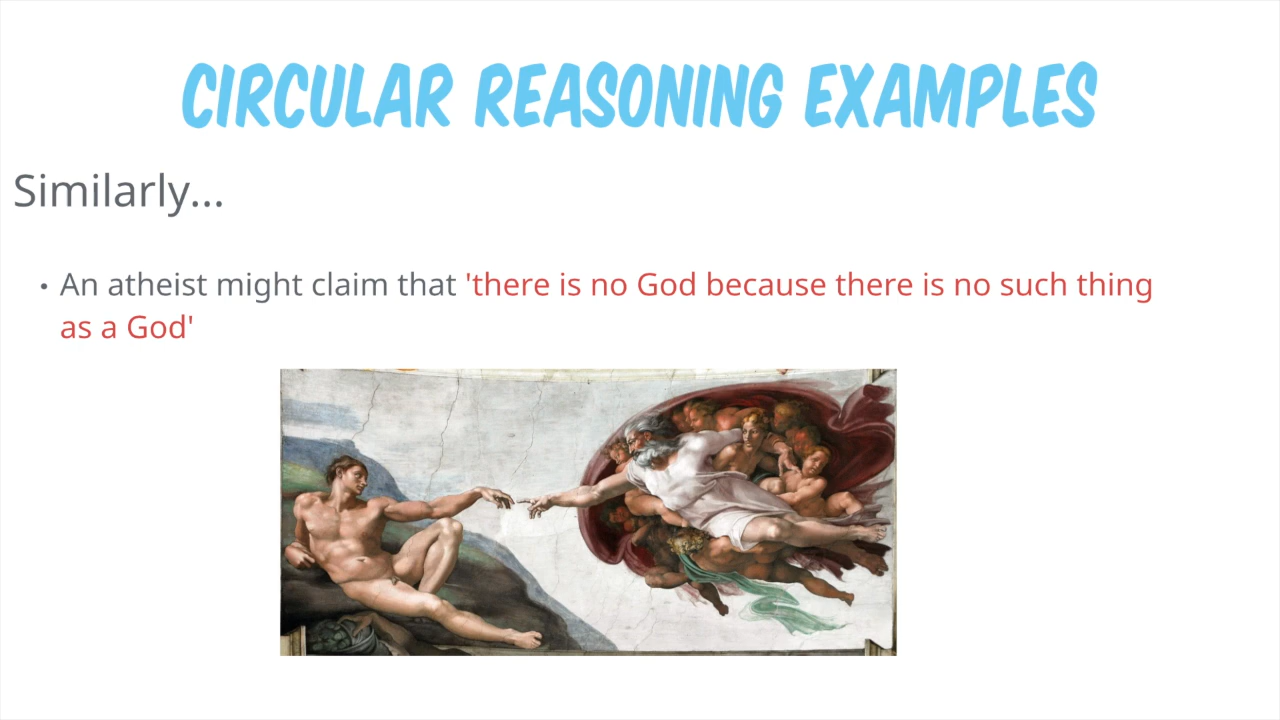 CIRCULAR REASONING EXAMPLES
Similarly...
• An atheist might claim that 'there is no God because there is no such thing
as a God'